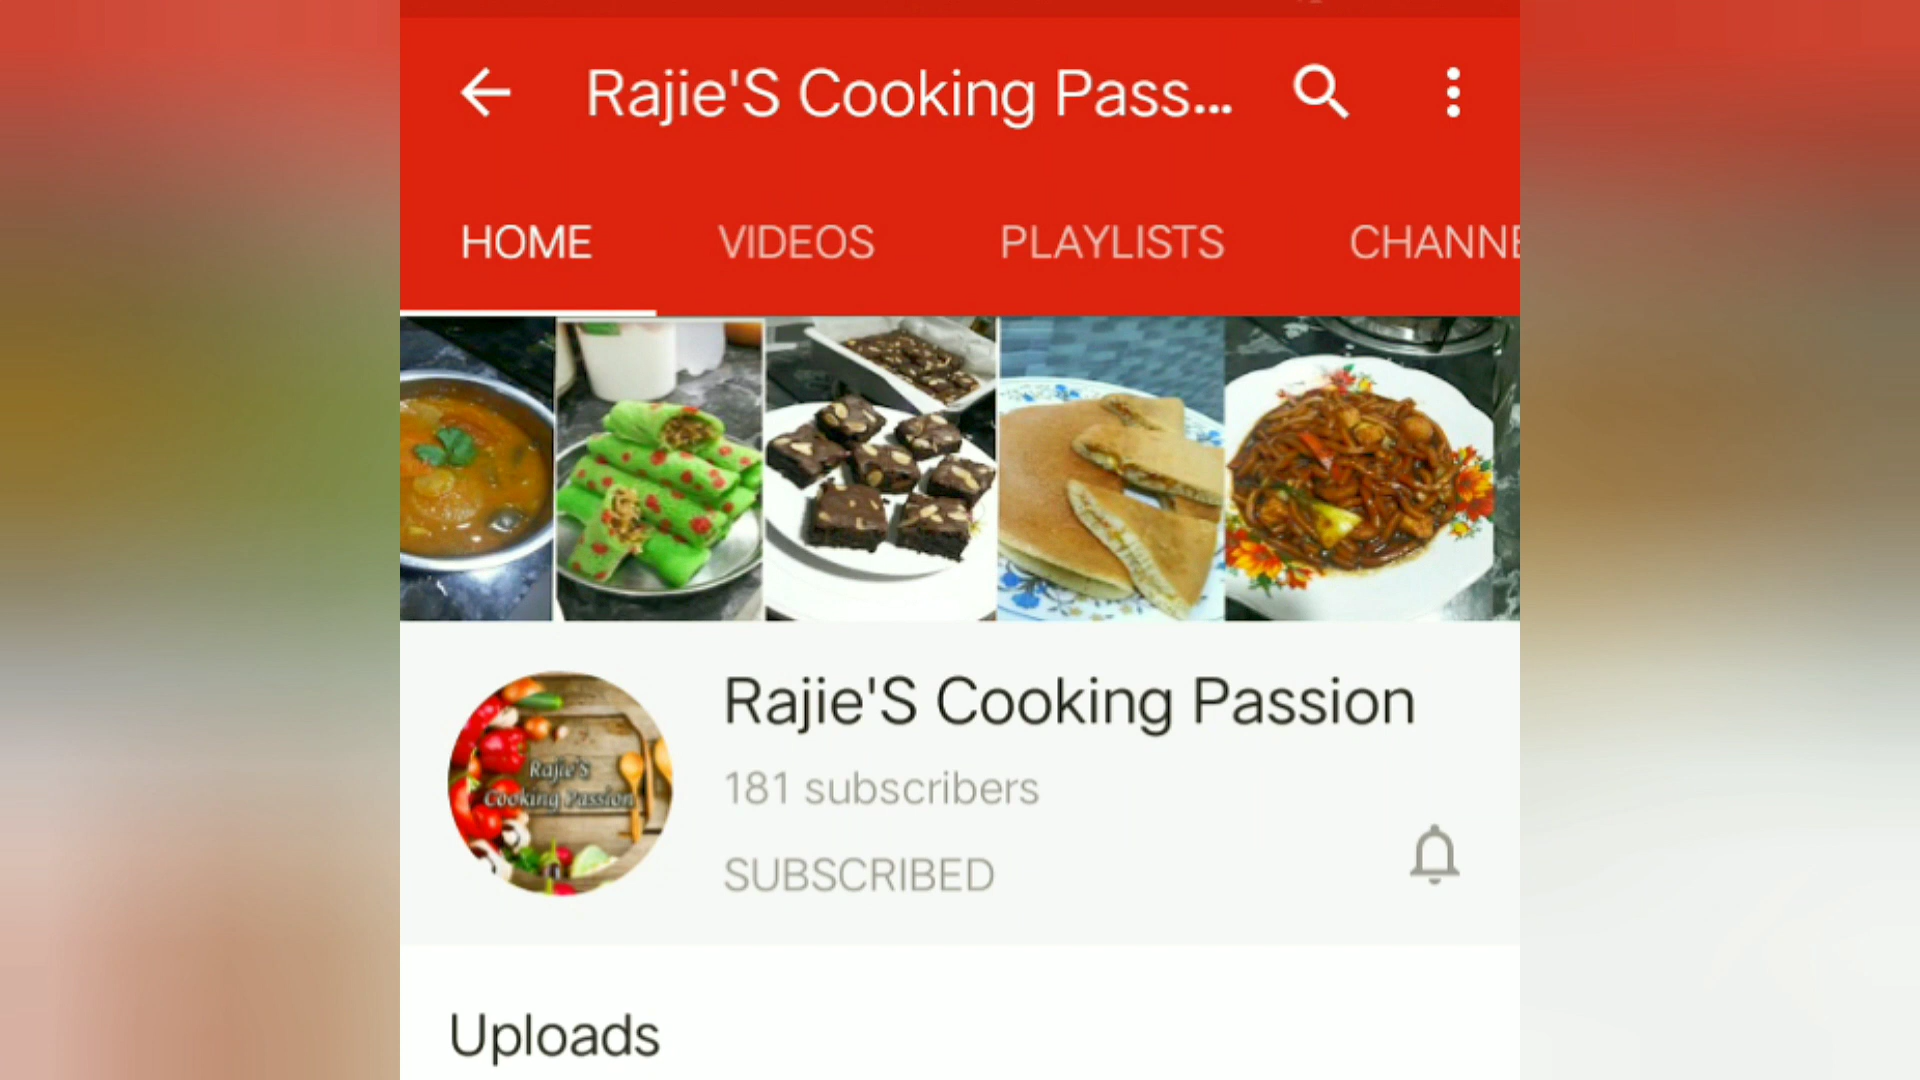 Rajie'S Cooking Pass...
HOME VIDEOS PLAYLISTS CHANNE
Rajie'S Cooking Passion
181 subscribers
SUBSCRIBED
Rajie'S
Cooking Passion
Uploads